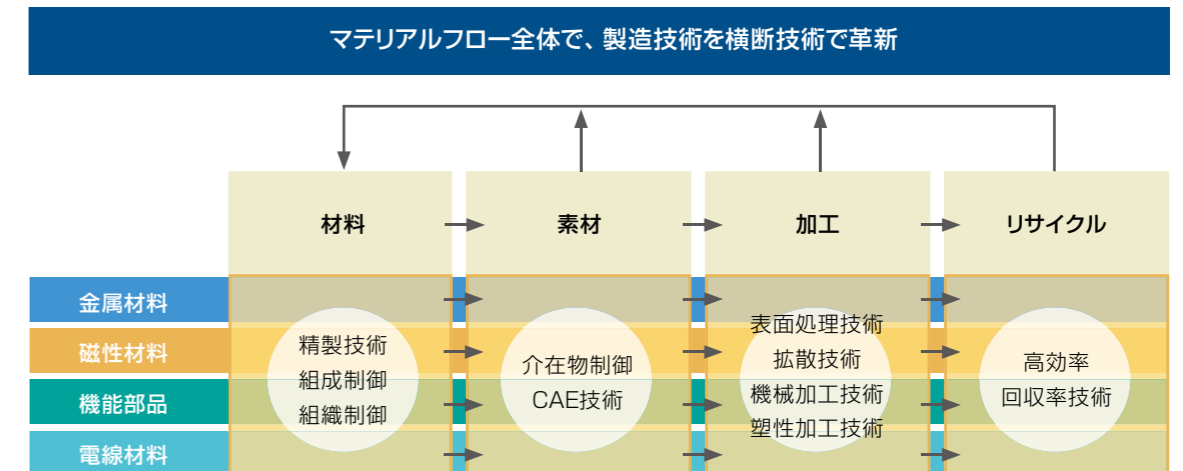 マテリアルフロー全体で、製造技術を横断技術で革新
材料
素材
加工
リサイクル
金属材料
磁性材料
機能部品
電線材料
精製技術
組成制御
組織制御
介在物制御
CAE技術
表面処理技術
拡散技術
機械加工技術
塑性加工技術
高効率
回収率技術